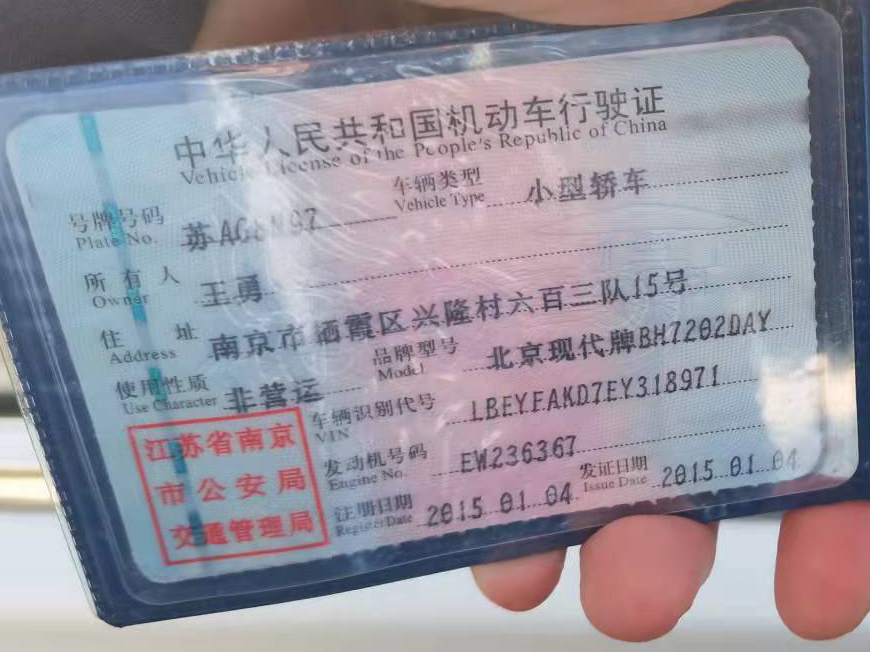 中华人民共和国机动车行驶证
Vehicle License of the People's Republic of China
号牌号码 苏AG8N97 车辆类型 小型轿车
Plate No. Vehicle Type
所有人 王勇
Owner
住址 南京市栖霞区兴隆村六百三队15号
Address
使用性质 非营运 品牌型号 北京现代牌BH7202DAY
Use Character Model
车辆识别代号 LBEYFAKD7EY318971
VIN
发动机号码 EW236367
Engine No.
注册日期 2015.01.04 发证日期 2015.01.04
Register Date Issue Date
江苏省南京
市公安局
交通管理局